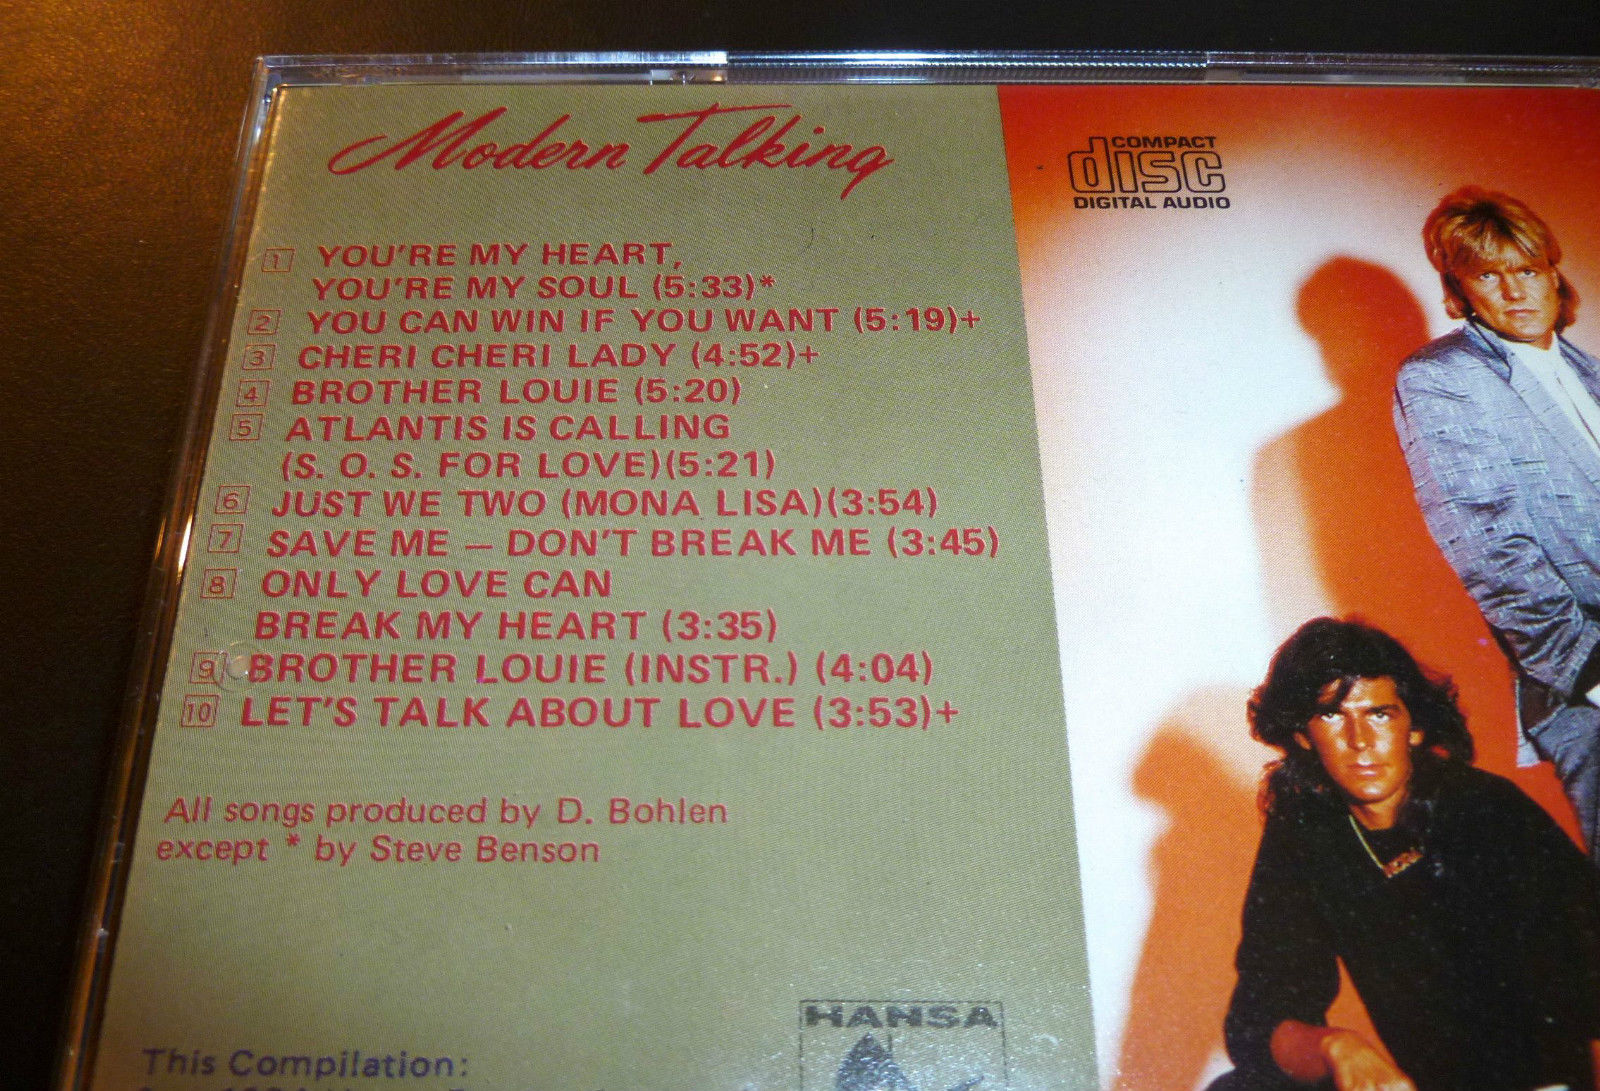 Modern Talking
COMPACT
disc
DIGITAL AUDIO
1 YOU'RE MY HEART,
YOU'RE MY SOUL (5:33)*
2 YOU CAN WIN IF YOU WANT (5:19)+
3 CHERI CHERI LADY (4:52)+
4 BROTHER LOUIE (5:20)
5 ATLANTIS IS CALLING
(S. O. S. FOR LOVE)(5:21)
6 JUST WE TWO (MONA LISA)(3:54)
7 SAVE ME — DON'T BREAK ME (3:45)
8 ONLY LOVE CAN
BREAK MY HEART (3:35)
9 BROTHER LOUIE (INSTR.) (4:04)
10 LET'S TALK ABOUT LOVE (3:53)+
All songs produced by D. Bohlen
except * by Steve Benson
HANSA
This Compilation: